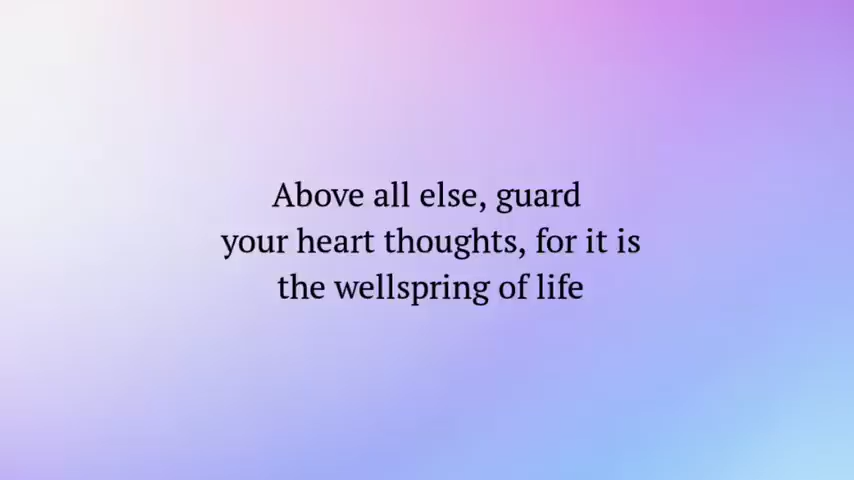 Above all else, guard
your heart thoughts, for it is
the wellspring of life